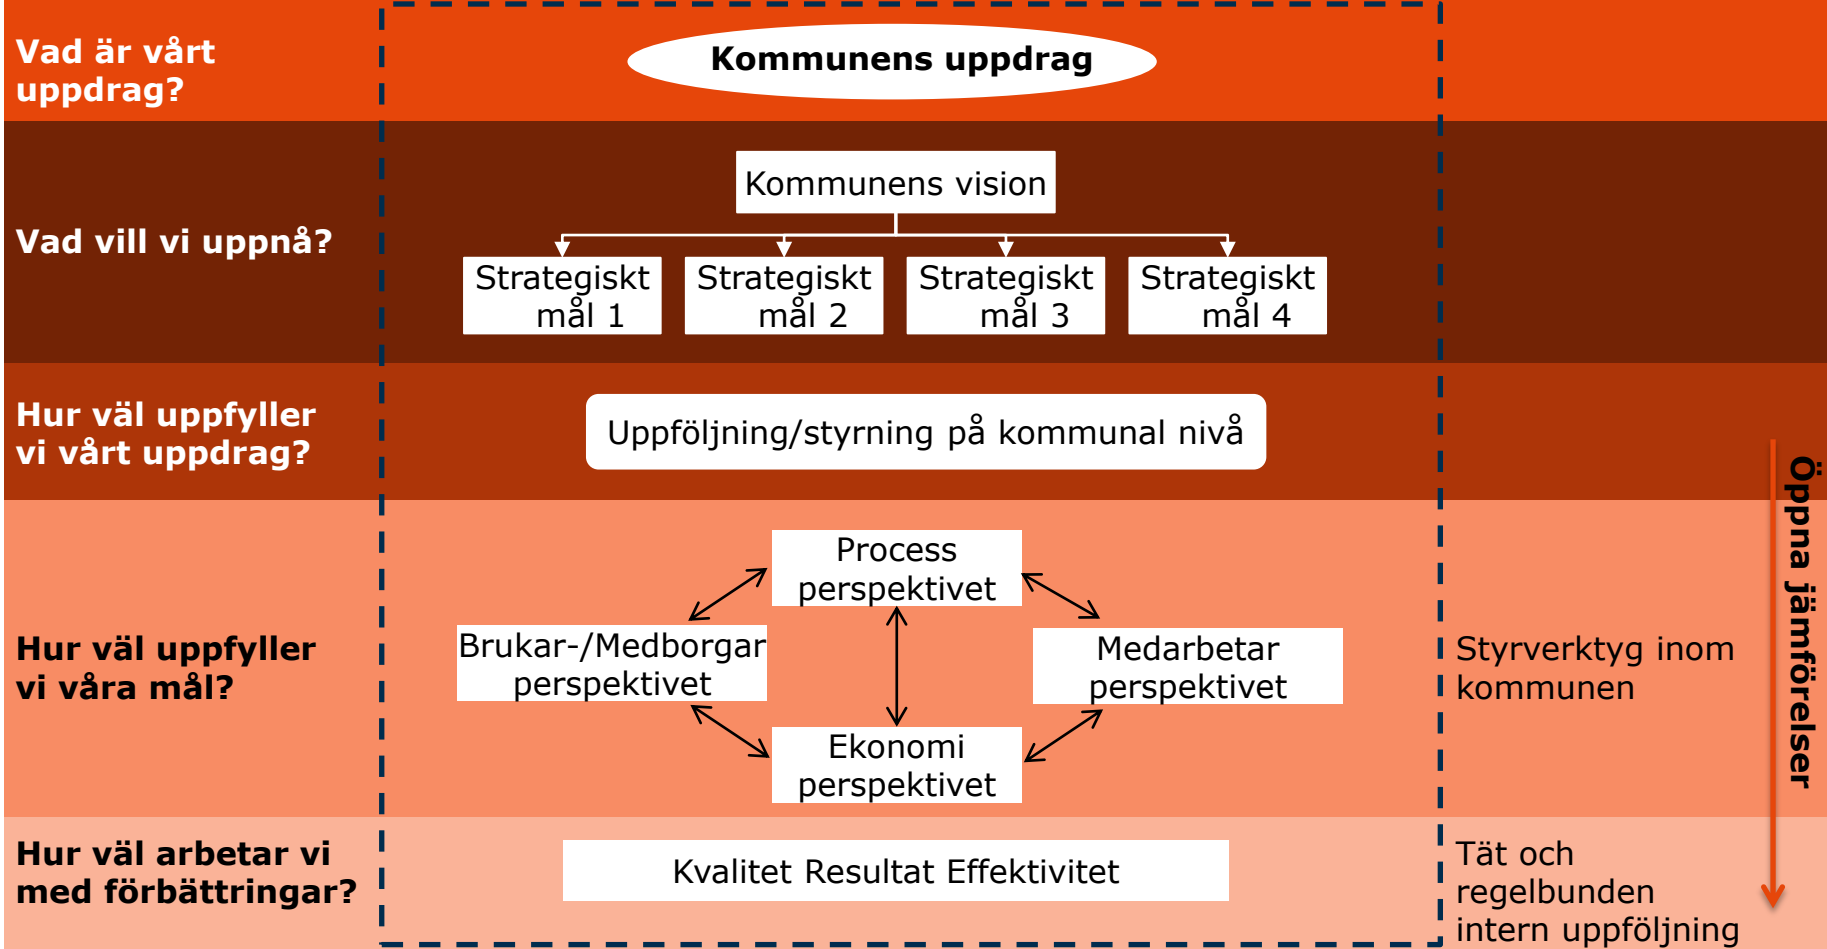 Vad är vårt
uppdrag?
Kommunens uppdrag
Vad vill vi uppnå?
Kommunens vision
Strategiskt
mål 1
Strategiskt
mål 2
Strategiskt
mål 3
Strategiskt
mål 4
Hur väl uppfyller
vi vårt uppdrag?
Uppföljning/styrning på kommunal nivå
Hur väl uppfyller
vi våra mål?
Process
perspektivet
Brukar-/Medborgar
perspektivet
Medarbetar
perspektivet
Ekonomi
perspektivet
Styrverktyg inom
kommunen
Öppna jämförelser
Hur väl arbetar vi
med förbättringar?
Kvalitet Resultat Effektivitet
Tät och
regelbunden
intern uppföljning